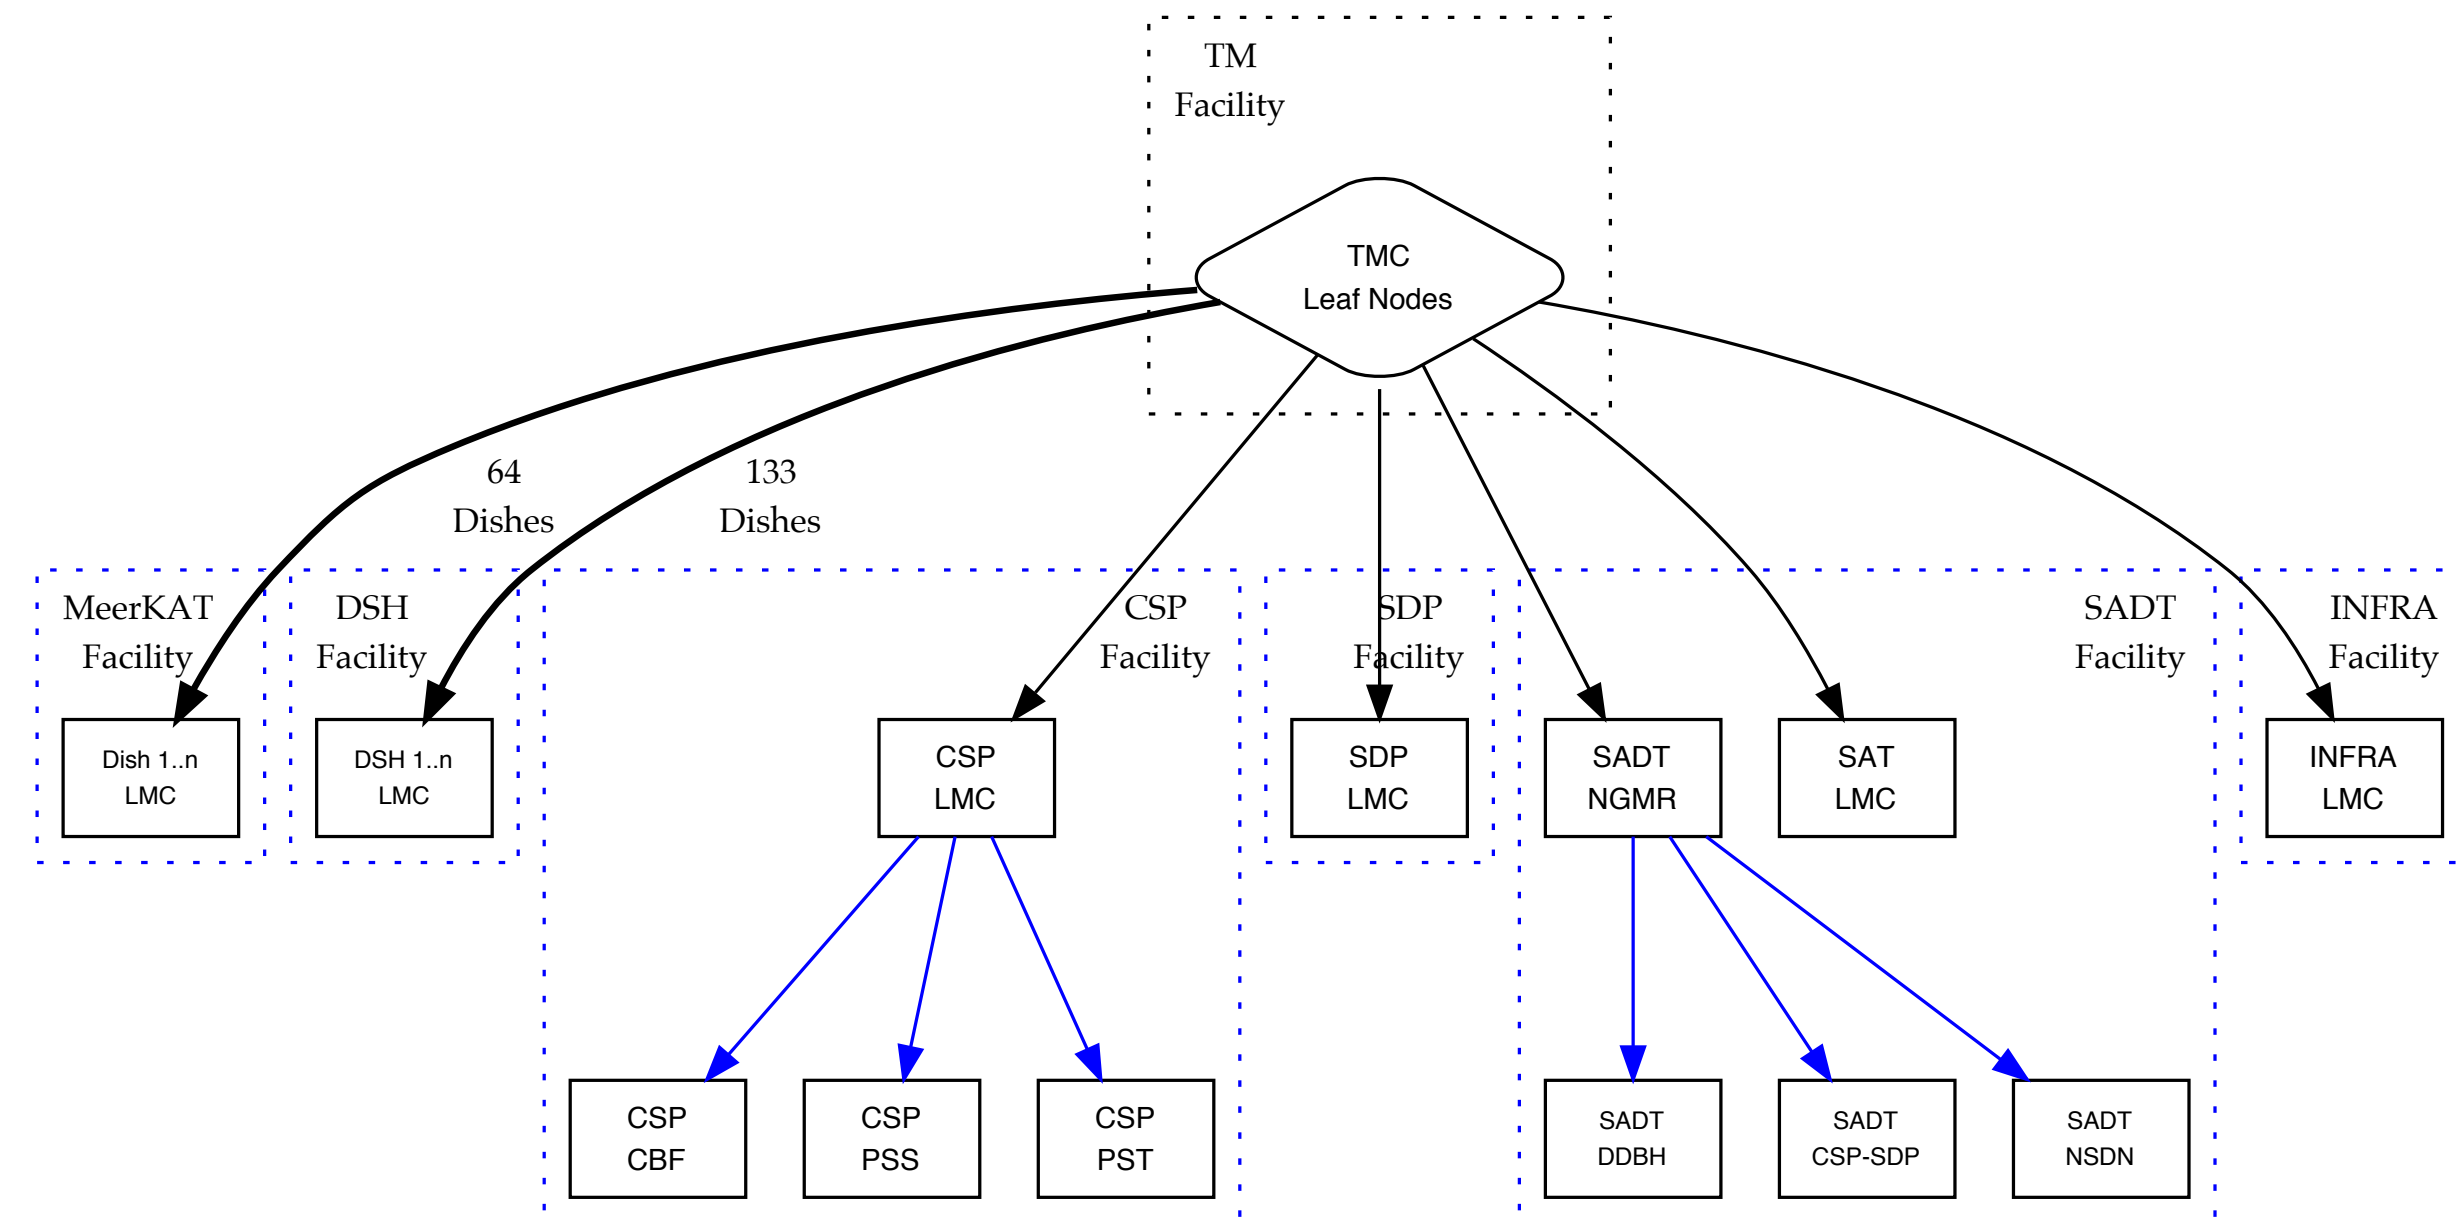 TM
Facility
TMC
Leaf Nodes
64
Dishes
133
Dishes
MeerKAT
Facility
DSH
Facility
CSP
Facility
SDP
Facility
SADT
Facility
INFRA
Facility
Dish 1..n
LMC
DSH 1..n
LMC
CSP
LMC
SDP
LMC
SADT
NGMR
SAT
LMC
INFRA
LMC
CSP
CBF
CSP
PSS
CSP
PST
SADT
DDBH
SADT
CSP-SDP
SADT
NSDN